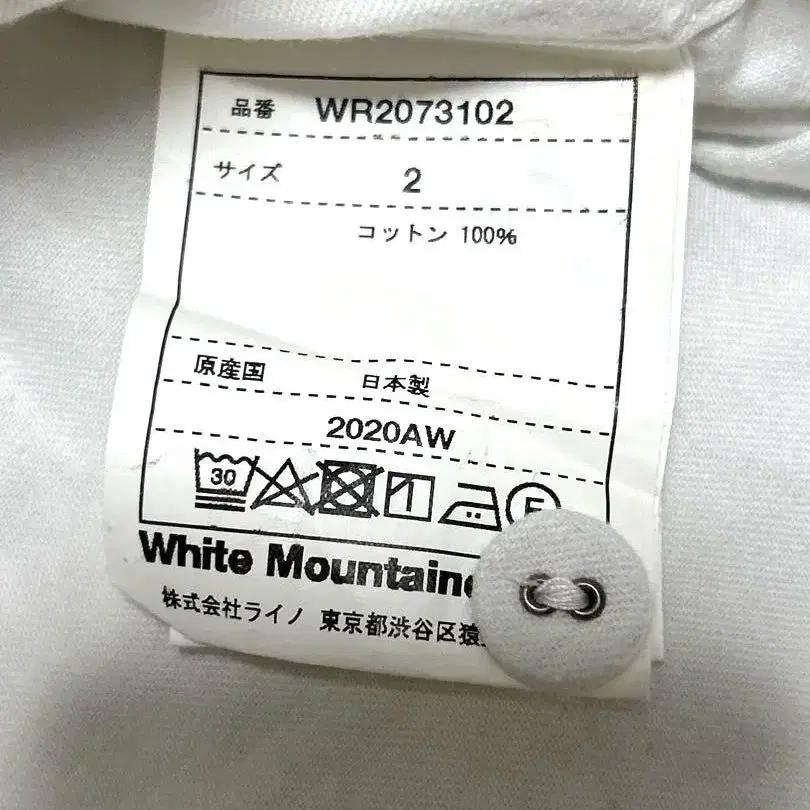 品番 WR2073102
サイズ 2
コットン 100%
原産国 日本製
2020AW
30
White Mountaine
株式会社ライノ 東京都渋谷区猿